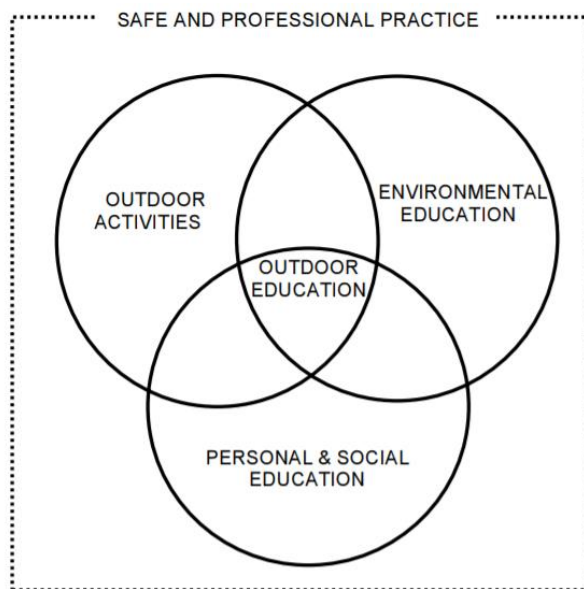 SAFE AND PROFESSIONAL PRACTICE
OUTDOOR
ACTIVITIES
ENVIRONMENTAL
EDUCATION
OUTDOOR
EDUCATION
PERSONAL & SOCIAL
EDUCATION